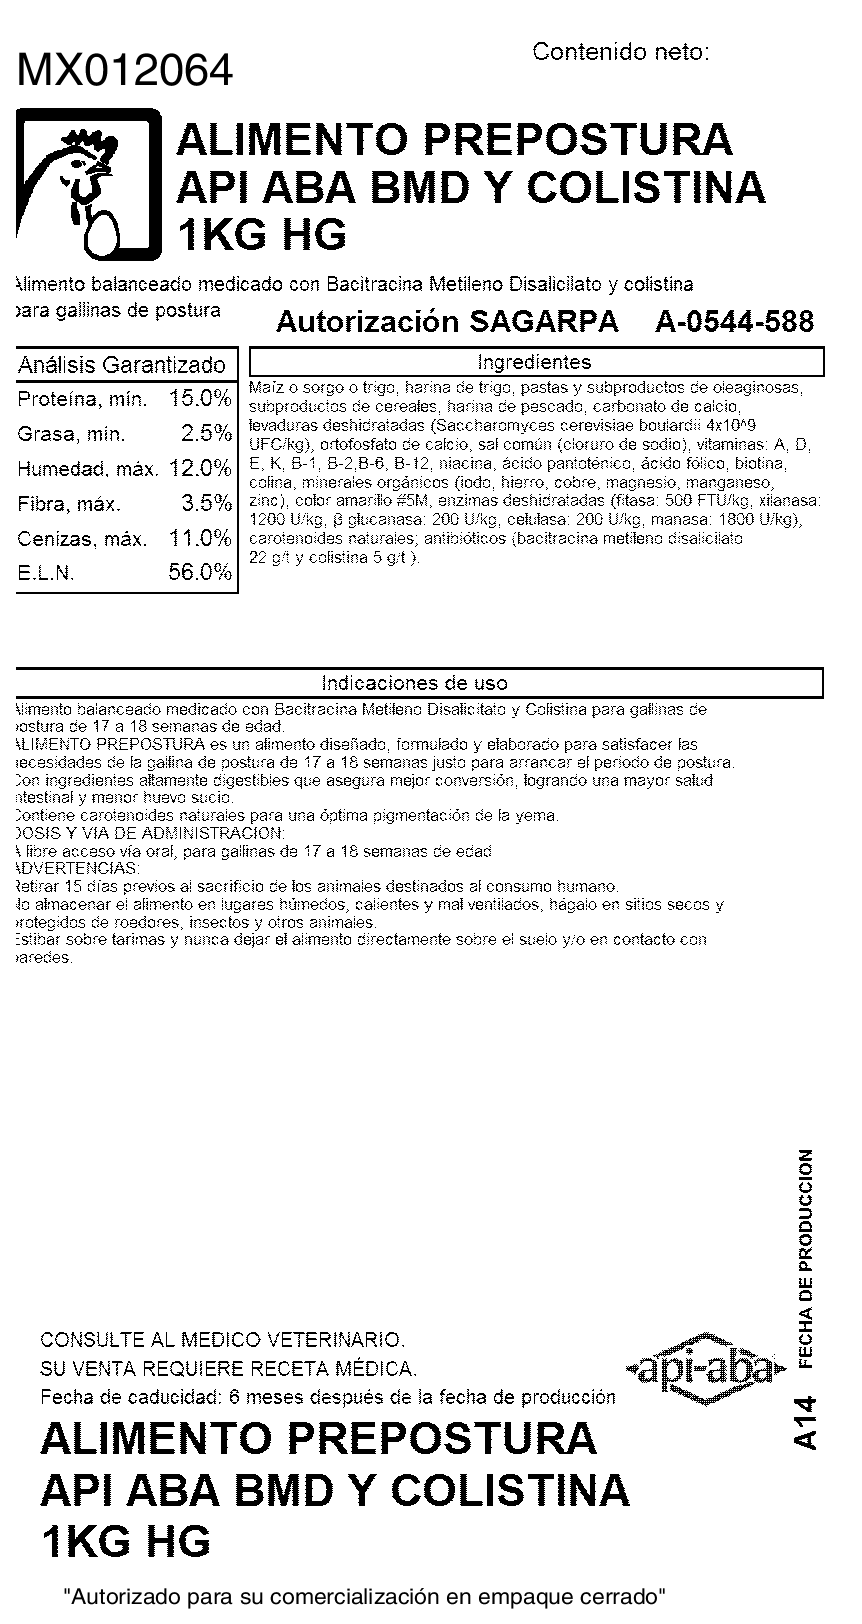 Contenido neto:
MX012064
ALIMENTO PREPOSTURA
API ABA BMD Y COLISTINA
1KG HG
Alimento balanceado medicado con Bacitracina Metileno Disalicilato y colistina
para gallinas de postura
Autorización SAGARPA A-0544-588
Análisis Garantizado
Proteína, mín. 15.0%
Grasa, mín. 2.5%
Humedad, máx. 12.0%
Fibra, máx. 3.5%
Cenizas, máx. 11.0%
E.L.N. 56.0%
Ingredientes
Maíz o sorgo o trigo, harina de trigo, pastas y subproductos de oleaginosas,
subproductos de cereales, harina de pescado, carbonato de calcio,
levaduras deshidratadas (Saccharomyces cerevisiae boulardii 4x10^9
UFC/kg), ortofosfato de calcio, sal común (cloruro de sodio), vitaminas: A, D,
E, K, B-1, B-2,B-6, B-12, niacina, ácido pantoténico, ácido fólico, biotina,
colina, minerales orgánicos (iodo, hierro, cobre, magnesio, manganeso,
zinc), color amarillo #5M, enzimas deshidratadas (fitasa: 500 FTU/kg, xilanasa:
1200 U/kg, β glucanasa: 200 U/kg, celulasa: 200 U/kg, manasa: 1800 U/kg),
carotenoides naturales; antibióticos (bacitracina metileno disalicilato
22 g/t y colistina 5 g/t ).
Indicaciones de uso
Alimento balanceado medicado con Bacitracina Metileno Disalicitato y Colistina para gallinas de
postura de 17 a 18 semanas de edad.
ALIMENTO PREPOSTURA es un alimento diseñado, formulado y elaborado para satisfacer las
necesidades de la gallina de postura de 17 a 18 semanas justo para arrancar el periodo de postura.
Con ingredientes altamente digestibles que asegura mejor conversión, logrando una mayor salud
intestinal y menor huevo sucio.
Contiene carotenoides naturales para una óptima pigmentación de la yema.
DOSIS Y VIA DE ADMINISTRACION:
A libre acceso vía oral, para gallinas de 17 a 18 semanas de edad
ADVERTENCIAS:
Retirar 15 días previos al sacrificio de los animales destinados al consumo humano.
No almacenar el alimento en lugares húmedos, calientes y mal ventilados, hágalo en sitios secos y
protegidos de roedores, insectos y otros animales.
Estibar sobre tarimas y nunca dejar el alimento directamente sobre el suelo y/o en contacto con
paredes.
A14 FECHA DE PRODUCCION
CONSULTE AL MEDICO VETERINARIO.
SU VENTA REQUIERE RECETA MÉDICA.
Fecha de caducidad: 6 meses después de la fecha de producción
api-aba
ALIMENTO PREPOSTURA
API ABA BMD Y COLISTINA
1KG HG
"Autorizado para su comercialización en empaque cerrado"